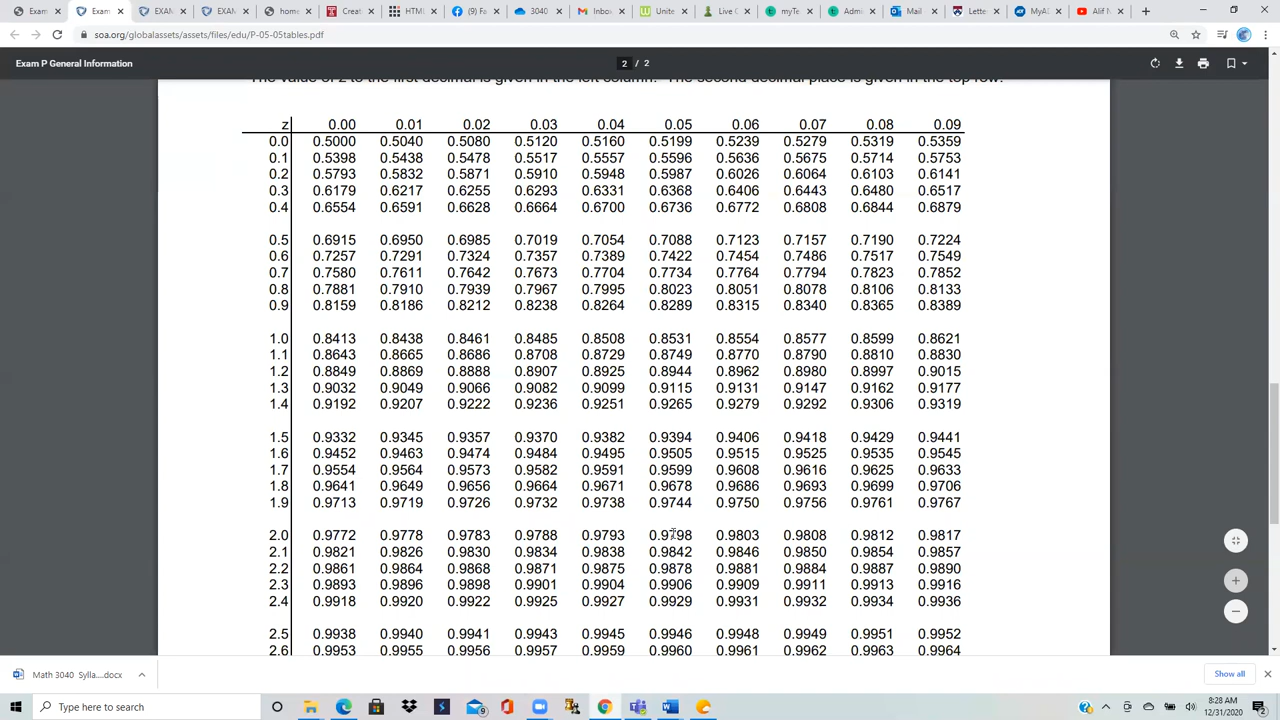 Exam
Exam
EXAN
EXAN
home
Creat
HTML
(9) Fa
3040
Inbox
Unite
Live C
myTe
Admi
Mail
Lette
MyAD
Alif N
soa.org/globalassets/assets/files/edu/P-05-05tables.pdf
Exam P General Information
2 / 2
The value of z to the first decimal is given in the left column. The second decimal place is given in the top row.
z 0.00 0.01 0.02 0.03 0.04 0.05 0.06 0.07 0.08 0.09
0.0 0.5000 0.5040 0.5080 0.5120 0.5160 0.5199 0.5239 0.5279 0.5319 0.5359
0.1 0.5398 0.5438 0.5478 0.5517 0.5557 0.5596 0.5636 0.5675 0.5714 0.5753
0.2 0.5793 0.5832 0.5871 0.5910 0.5948 0.5987 0.6026 0.6064 0.6103 0.6141
0.3 0.6179 0.6217 0.6255 0.6293 0.6331 0.6368 0.6406 0.6443 0.6480 0.6517
0.4 0.6554 0.6591 0.6628 0.6664 0.6700 0.6736 0.6772 0.6808 0.6844 0.6879
0.5 0.6915 0.6950 0.6985 0.7019 0.7054 0.7088 0.7123 0.7157 0.7190 0.7224
0.6 0.7257 0.7291 0.7324 0.7357 0.7389 0.7422 0.7454 0.7486 0.7517 0.7549
0.7 0.7580 0.7611 0.7642 0.7673 0.7704 0.7734 0.7764 0.7794 0.7823 0.7852
0.8 0.7881 0.7910 0.7939 0.7967 0.7995 0.8023 0.8051 0.8078 0.8106 0.8133
0.9 0.8159 0.8186 0.8212 0.8238 0.8264 0.8289 0.8315 0.8340 0.8365 0.8389
1.0 0.8413 0.8438 0.8461 0.8485 0.8508 0.8531 0.8554 0.8577 0.8599 0.8621
1.1 0.8643 0.8665 0.8686 0.8708 0.8729 0.8749 0.8770 0.8790 0.8810 0.8830
1.2 0.8849 0.8869 0.8888 0.8907 0.8925 0.8944 0.8962 0.8980 0.8997 0.9015
1.3 0.9032 0.9049 0.9066 0.9082 0.9099 0.9115 0.9131 0.9147 0.9162 0.9177
1.4 0.9192 0.9207 0.9222 0.9236 0.9251 0.9265 0.9279 0.9292 0.9306 0.9319
1.5 0.9332 0.9345 0.9357 0.9370 0.9382 0.9394 0.9406 0.9418 0.9429 0.9441
1.6 0.9452 0.9463 0.9474 0.9484 0.9495 0.9505 0.9515 0.9525 0.9535 0.9545
1.7 0.9554 0.9564 0.9573 0.9582 0.9591 0.9599 0.9608 0.9616 0.9625 0.9633
1.8 0.9641 0.9649 0.9656 0.9664 0.9671 0.9678 0.9686 0.9693 0.9699 0.9706
1.9 0.9713 0.9719 0.9726 0.9732 0.9738 0.9744 0.9750 0.9756 0.9761 0.9767
2.0 0.9772 0.9778 0.9783 0.9788 0.9793 0.9798 0.9803 0.9808 0.9812 0.9817
2.1 0.9821 0.9826 0.9830 0.9834 0.9838 0.9842 0.9846 0.9850 0.9854 0.9857
2.2 0.9861 0.9864 0.9868 0.9871 0.9875 0.9878 0.9881 0.9884 0.9887 0.9890
2.3 0.9893 0.9896 0.9898 0.9901 0.9904 0.9906 0.9909 0.9911 0.9913 0.9916
2.4 0.9918 0.9920 0.9922 0.9925 0.9927 0.9929 0.9931 0.9932 0.9934 0.9936
2.5 0.9938 0.9940 0.9941 0.9943 0.9945 0.9946 0.9948 0.9949 0.9951 0.9952
2.6 0.9953 0.9955 0.9956 0.9957 0.9959 0.9960 0.9961 0.9962 0.9963 0.9964
Math 3040 Sylla....docx
Show all
Type here to search
8:28 AM
12/31/2020